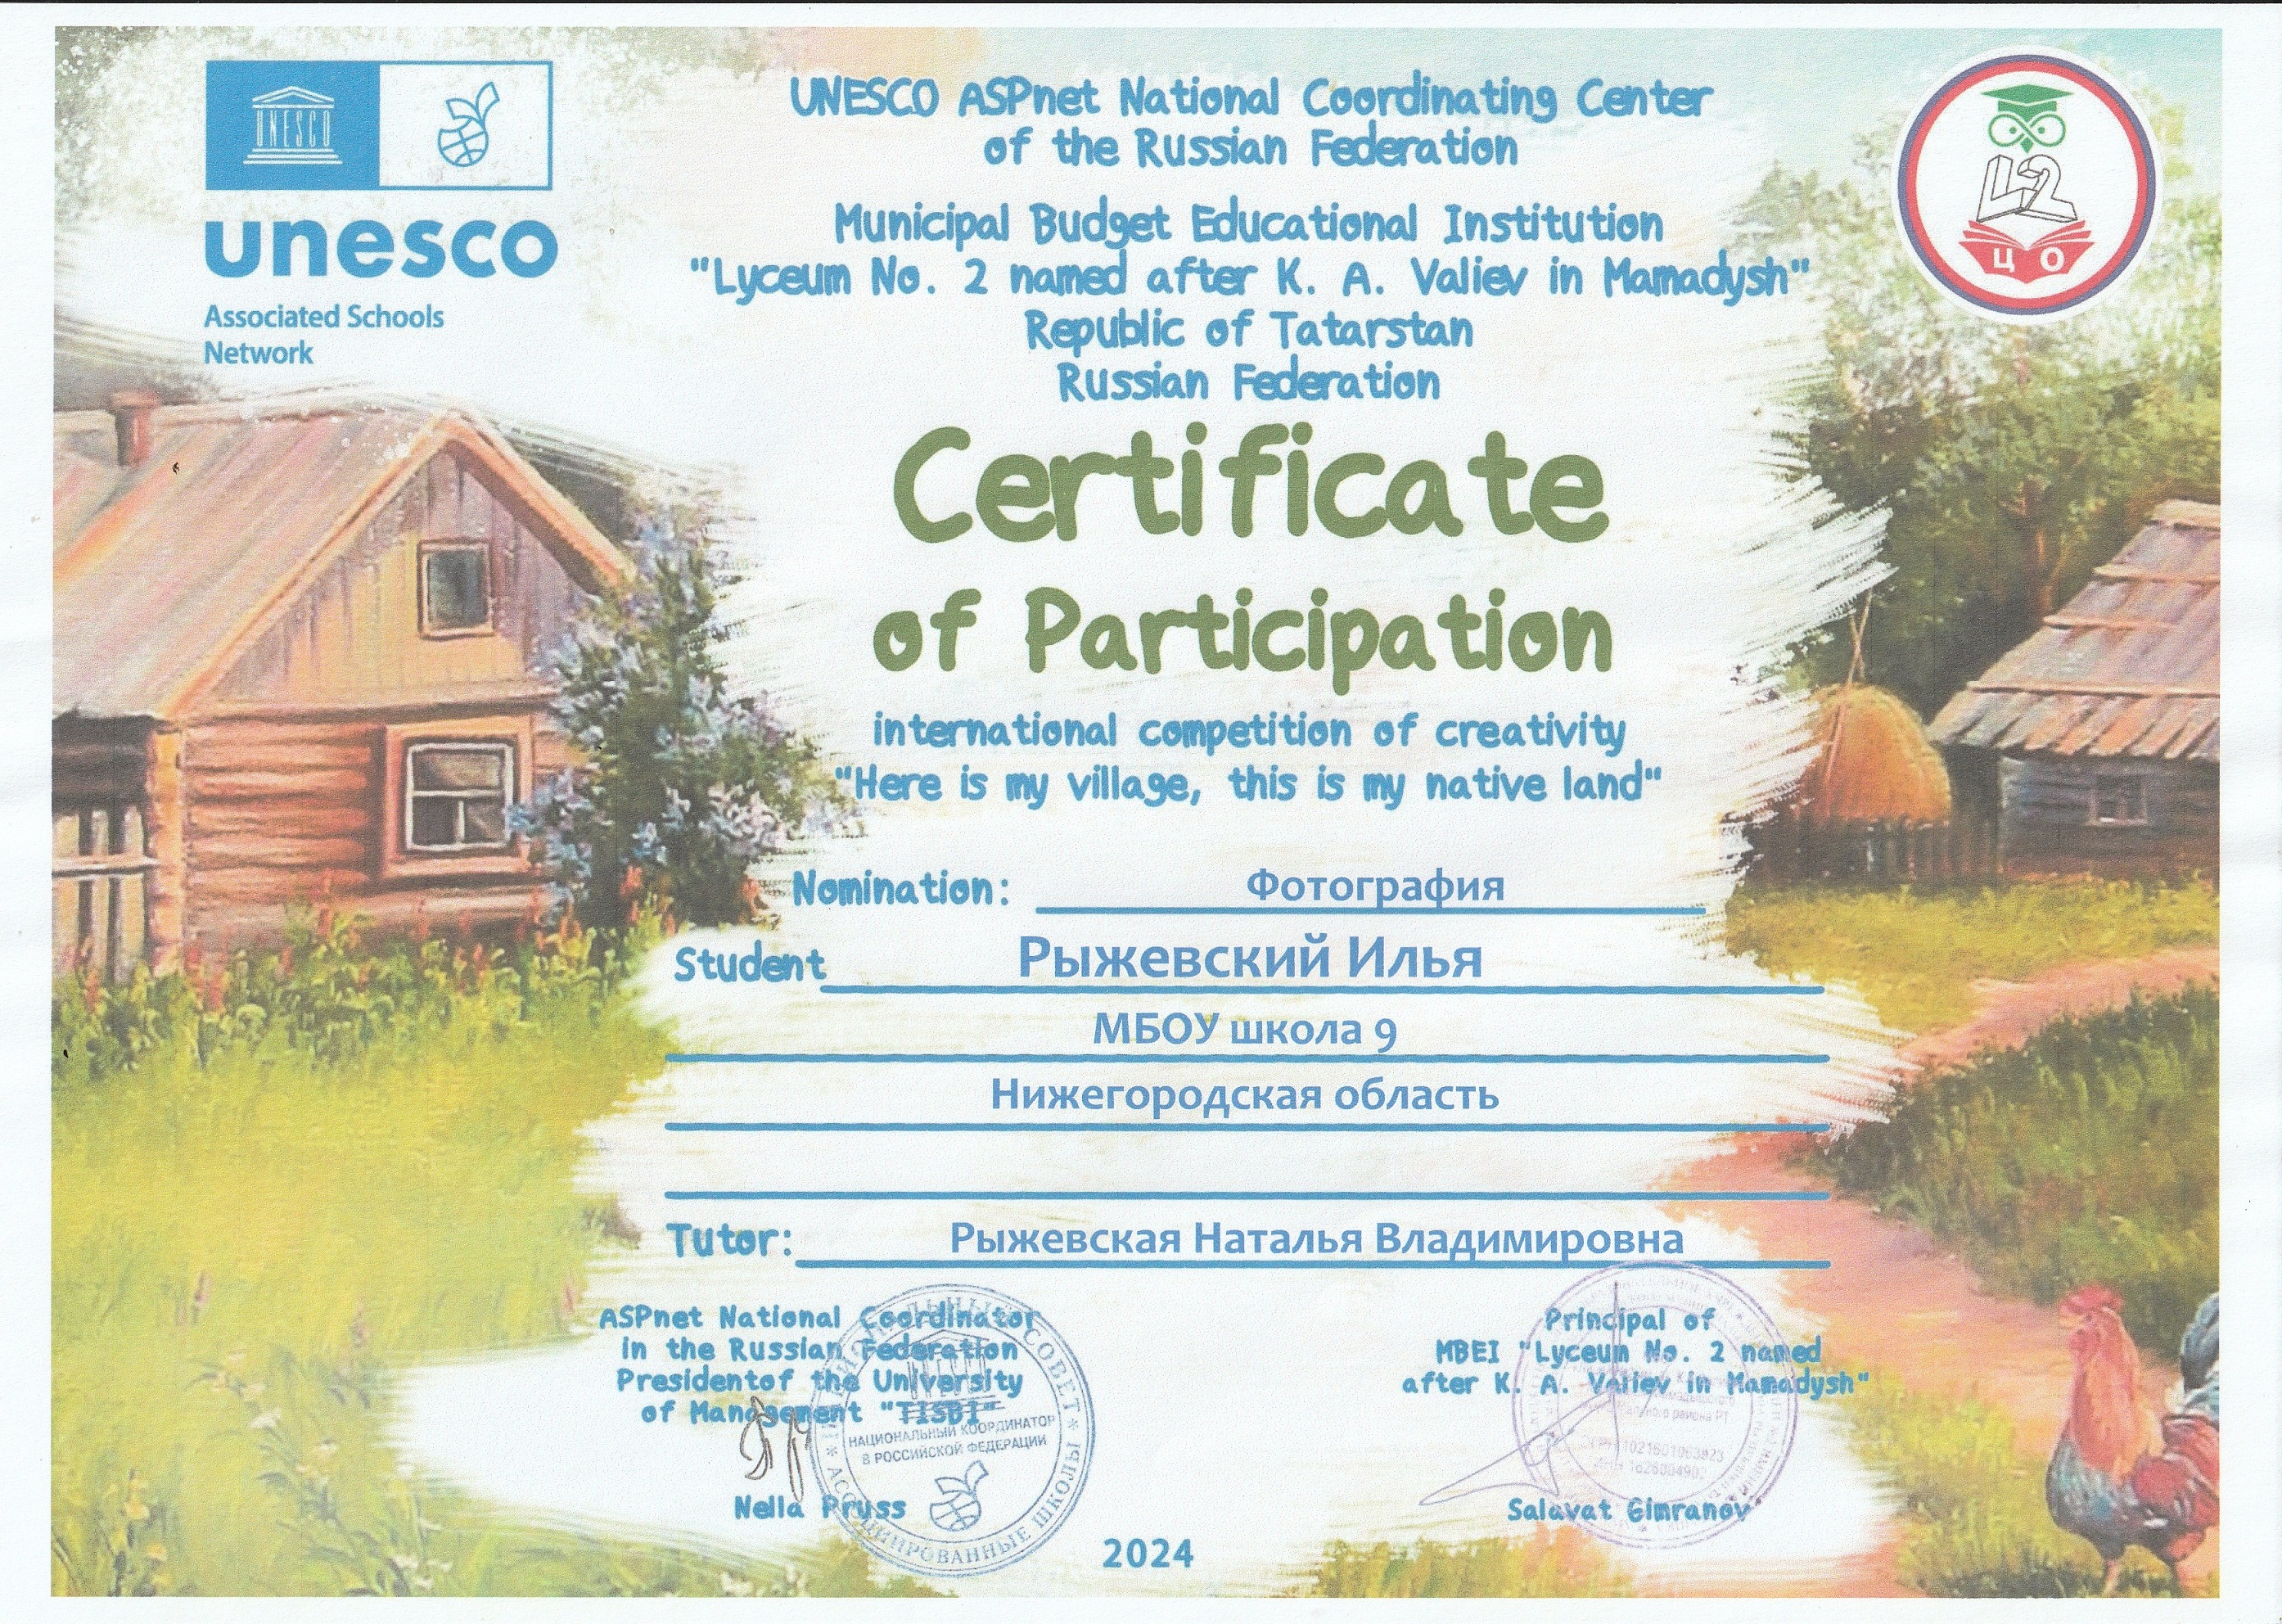 UNESCO
unesco
Associated Schools
Network
UNESCO ASPnet National Coordinating Center
of the Russian Federation
Municipal Budget Educational Institution
"Lyceum No. 2 named after K. A. Valiev in Mamadysh"
Republic of Tatarstan
Russian Federation
Л2
ЦО
Certificate
of Participation
international competition of creativity
"Here is my village, this is my native land"
Nomination: Фотография
Student Рыжевский Илья
МБОУ школа 9
Нижегородская область
Tutor: Рыжевская Наталья Владимировна
ASPnet National Coordinator
in the Russian Federation
Presidentof the University
of Management "TISBI"
Nella Pruss
НАЦИОНАЛЬНЫЙ СОВЕТ
АССОЦИИРОВАННЫЕ ШКОЛЫ
НАЦИОНАЛЬНЫЙ КООРДИНАТОР
В РОССИЙСКОЙ ФЕДЕРАЦИИ
Principal of
MBEI "Lyceum No. 2 named
after K. A. Valiev in Mamadysh"
Salavat Gimranov
2024